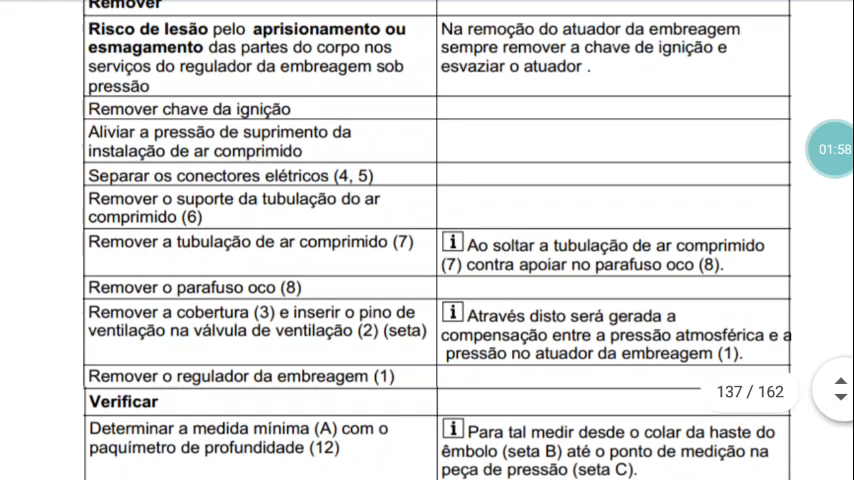 Remover
Risco de lesão pelo aprisionamento ou
esmagamento das partes do corpo nos
serviços do regulador da embreagem sob
pressão
Na remoção do atuador da embreagem
sempre remover a chave de ignição e
esvaziar o atuador .
Remover chave da ignição
Aliviar a pressão de suprimento da
instalação de ar comprimido
01:58
Separar os conectores elétricos (4, 5)
Remover o suporte da tubulação do ar
comprimido (6)
Remover a tubulação de ar comprimido (7)
i Ao soltar a tubulação de ar comprimido
(7) contra apoiar no parafuso oco (8).
Remover o parafuso oco (8)
Remover a cobertura (3) e inserir o pino de
ventilação na válvula de ventilação (2) (seta)
i Através disto será gerada a
compensação entre a pressão atmosférica e a
pressão no atuador da embreagem (1).
Remover o regulador da embreagem (1)
137 / 162
Verificar
Determinar a medida mínima (A) com o
paquímetro de profundidade (12)
i Para tal medir desde o colar da haste do
êmbolo (seta B) até o ponto de medição na
peça de pressão (seta C).